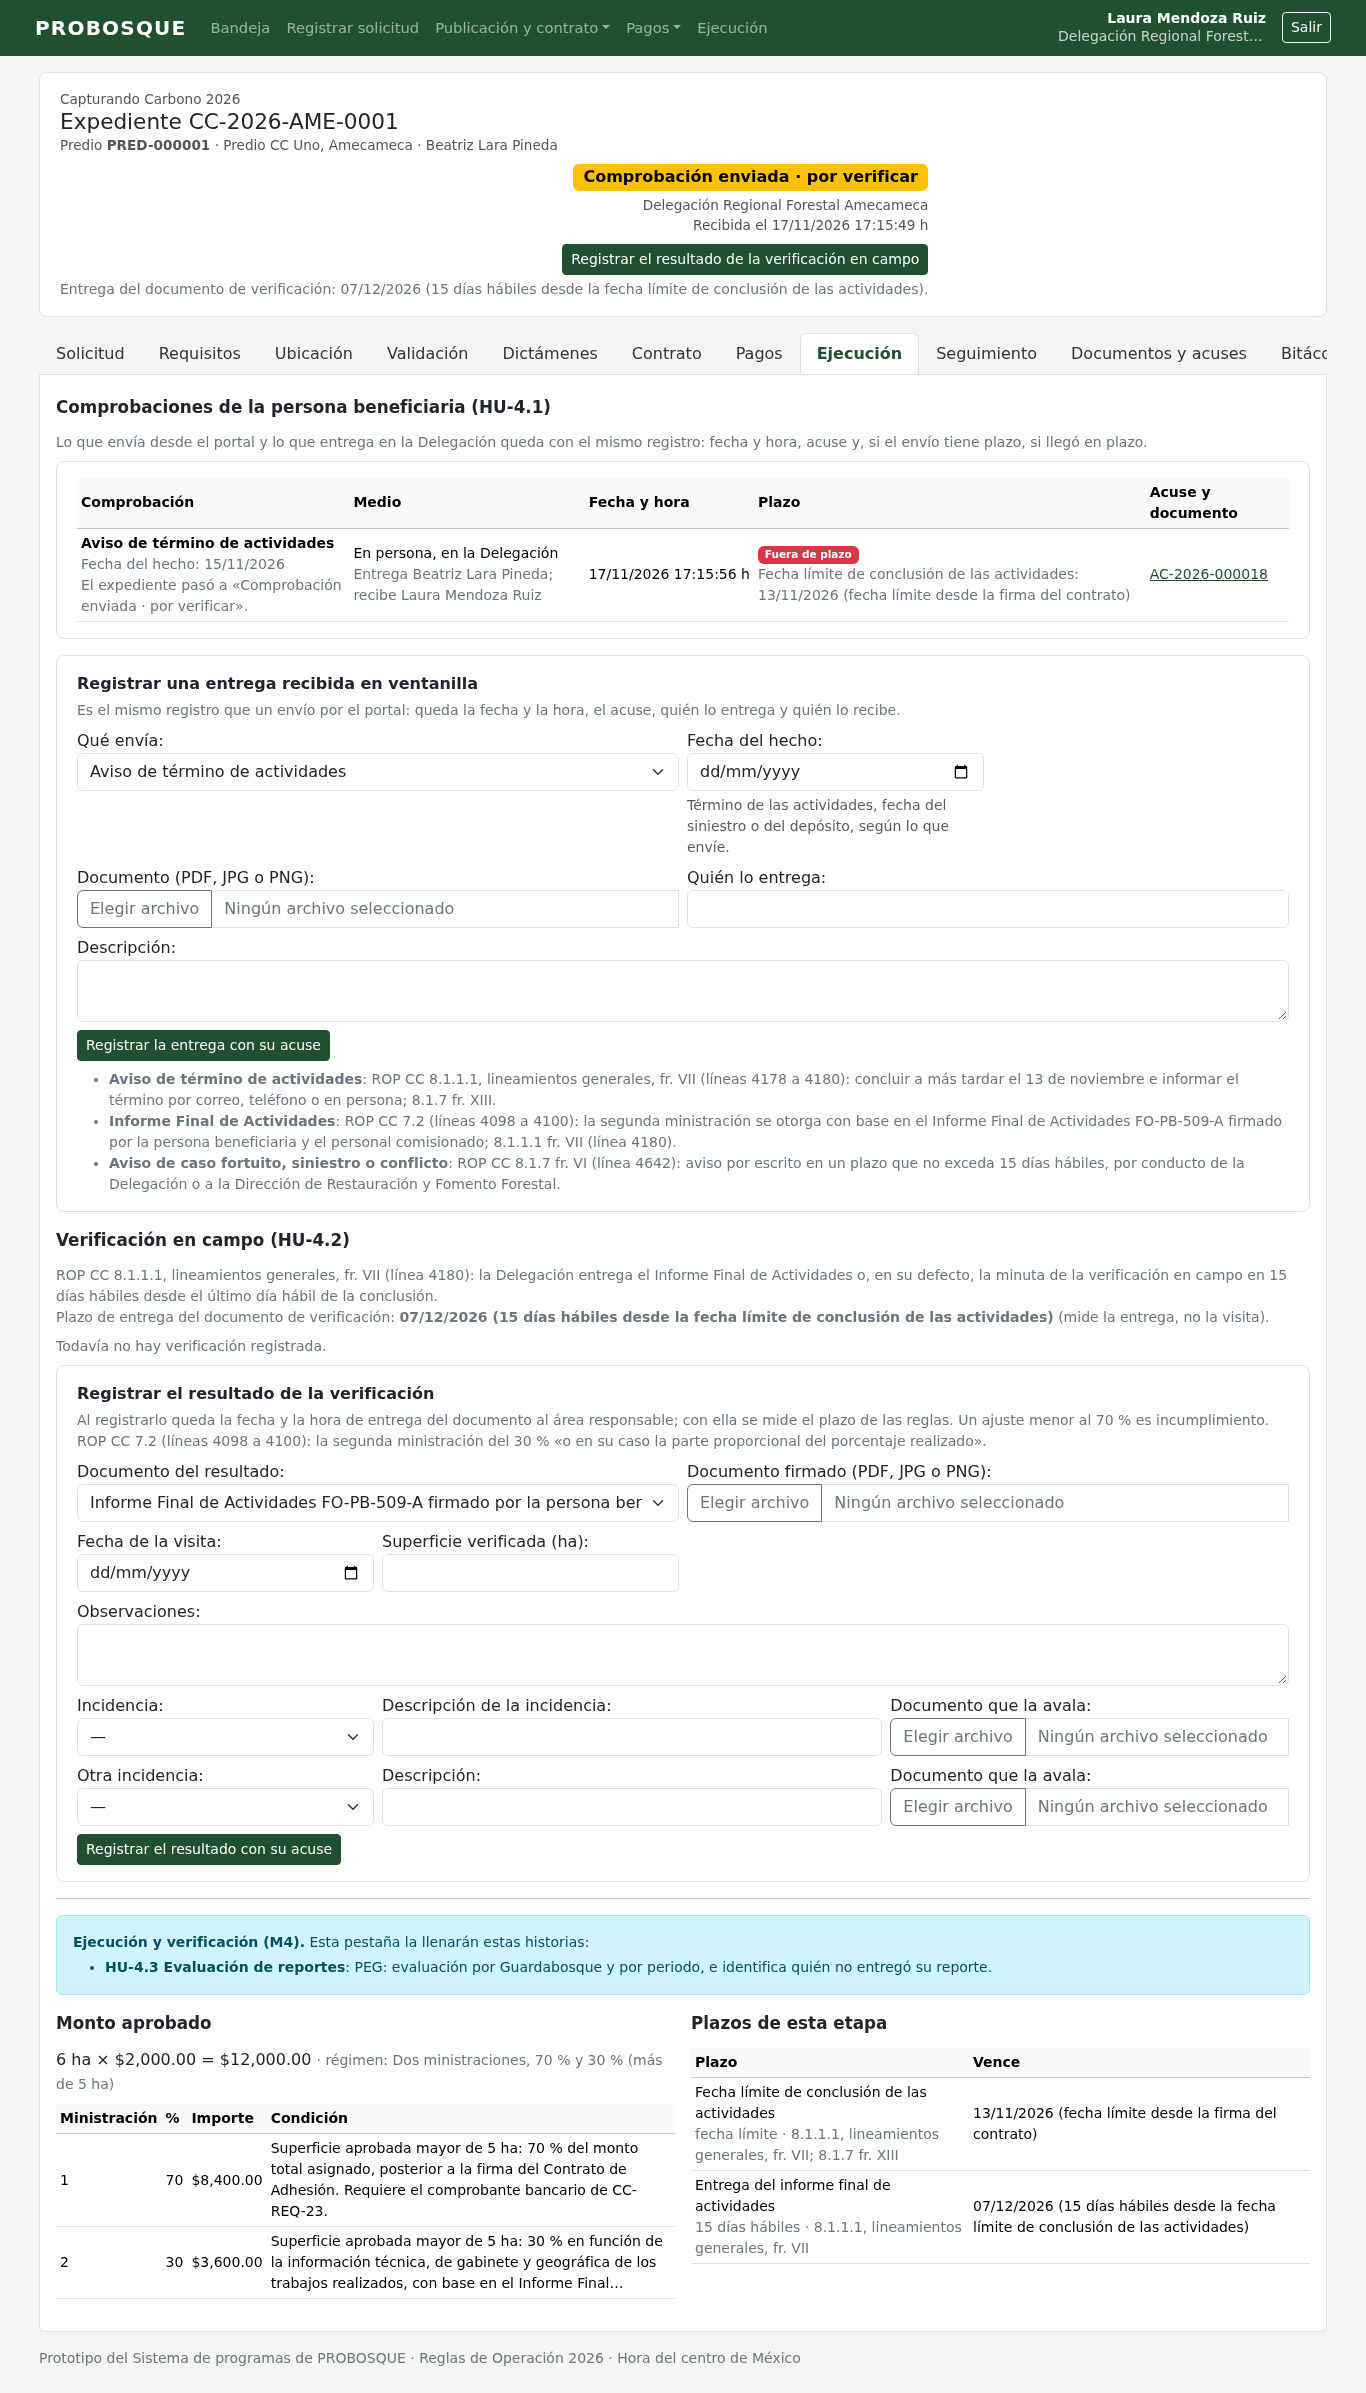 PROBOSQUE
Bandeja
Registrar solicitud
Publicación y contrato
Pagos
Ejecución
Laura Mendoza Ruiz
Delegación Regional Forest...
Salir
Capturando Carbono 2026
Expediente CC-2026-AME-0001
Predio PRED-000001 · Predio CC Uno, Amecameca · Beatriz Lara Pineda
Comprobación enviada · por verificar
Delegación Regional Forestal Amecameca
Recibida el 17/11/2026 17:15:49 h
Registrar el resultado de la verificación en campo
Entrega del documento de verificación: 07/12/2026 (15 días hábiles desde la fecha límite de conclusión de las actividades).
Solicitud
Requisitos
Ubicación
Validación
Dictámenes
Contrato
Pagos
Ejecución
Seguimiento
Documentos y acuses
Comprobaciones de la persona beneficiaria (HU-4.1)
Lo que envía desde el portal y lo que entrega en la Delegación queda con el mismo registro: fecha y hora, acuse y, si el envío tiene plazo, si llegó en plazo.
Comprobación
Medio
Fecha y hora
Plazo
Acuse y
documento
Aviso de término de actividades
Fecha del hecho: 15/11/2026
El expediente pasó a «Comprobación
enviada · por verificar».
En persona, en la Delegación
Entrega Beatriz Lara Pineda;
recibe Laura Mendoza Ruiz
17/11/2026 17:15:56 h
Fuera de plazo
Fecha límite de conclusión de las actividades:
13/11/2026 (fecha límite desde la firma del contrato)
AC-2026-000018
Registrar una entrega recibida en ventanilla
Es el mismo registro que un envío por el portal: queda la fecha y la hora, el acuse, quién lo entrega y quién lo recibe.
Qué envía:
Aviso de término de actividades
Fecha del hecho:
dd/mm/yyyy
Término de las actividades, fecha del
siniestro o del depósito, según lo que
envíe.
Documento (PDF, JPG o PNG):
Elegir archivo
Ningún archivo seleccionado
Quién lo entrega:
Descripción:
Registrar la entrega con su acuse
• Aviso de término de actividades: ROP CC 8.1.1.1, lineamientos generales, fr. VII (líneas 4178 a 4180): concluir a más tardar el 13 de noviembre e informar el
término por correo, teléfono o en persona; 8.1.7 fr. XIII.
• Informe Final de Actividades: ROP CC 7.2 (líneas 4098 a 4100): la segunda ministración se otorga con base en el Informe Final de Actividades FO-PB-509-A firmado
por la persona beneficiaria y el personal comisionado; 8.1.1.1 fr. VII (línea 4180).
• Aviso de caso fortuito, siniestro o conflicto: ROP CC 8.1.7 fr. VI (línea 4642): aviso por escrito en un plazo que no exceda 15 días hábiles, por conducto de la
Delegación o a la Dirección de Restauración y Fomento Forestal.
Verificación en campo (HU-4.2)
ROP CC 8.1.1.1, lineamientos generales, fr. VII (línea 4180): la Delegación entrega el Informe Final de Actividades o, en su defecto, la minuta de la verificación en campo en 15
días hábiles desde el último día hábil de la conclusión.
Plazo de entrega del documento de verificación: 07/12/2026 (15 días hábiles desde la fecha límite de conclusión de las actividades) (mide la entrega, no la visita).
Todavía no hay verificación registrada.
Registrar el resultado de la verificación
Al registrarlo queda la fecha y la hora de entrega del documento al área responsable; con ella se mide el plazo de las reglas. Un ajuste menor al 70 % es incumplimiento.
ROP CC 7.2 (líneas 4098 a 4100): la segunda ministración del 30 % «o en su caso la parte proporcional del porcentaje realizado».
Documento del resultado:
Informe Final de Actividades FO-PB-509-A firmado por la persona ber
Documento firmado (PDF, JPG o PNG):
Elegir archivo
Ningún archivo seleccionado
Fecha de la visita:
dd/mm/yyyy
Superficie verificada (ha):
Observaciones:
Incidencia:
—
Descripción de la incidencia:
Documento que la avala:
Elegir archivo
Ningún archivo seleccionado
Otra incidencia:
—
Descripción:
Documento que la avala:
Elegir archivo
Ningún archivo seleccionado
Registrar el resultado con su acuse
Ejecución y verificación (M4). Esta pestaña la llenarán estas historias:
• HU-4.3 Evaluación de reportes: PEG: evaluación por Guardabosque y por periodo, e identifica quién no entregó su reporte.
Monto aprobado
6 ha × $2,000.00 = $12,000.00 · régimen: Dos ministraciones, 70 % y 30 % (más
de 5 ha)
Ministración
%
Importe
Condición
1
70
$8,400.00
Superficie aprobada mayor de 5 ha: 70 % del monto
total asignado, posterior a la firma del Contrato de
Adhesión. Requiere el comprobante bancario de CC-
REQ-23.
2
30
$3,600.00
Superficie aprobada mayor de 5 ha: 30 % en función de
la información técnica, de gabinete y geográfica de los
trabajos realizados, con base en el Informe Final...
Plazos de esta etapa
Plazo
Vence
Fecha límite de conclusión de las
actividades
fecha límite · 8.1.1.1, lineamientos
generales, fr. VII; 8.1.7 fr. XIII
13/11/2026 (fecha límite desde la firma del
contrato)
Entrega del informe final de
actividades
15 días hábiles · 8.1.1.1, lineamientos
generales, fr. VII
07/12/2026 (15 días hábiles desde la fecha
límite de conclusión de las actividades)
Prototipo del Sistema de programas de PROBOSQUE · Reglas de Operación 2026 · Hora del centro de México